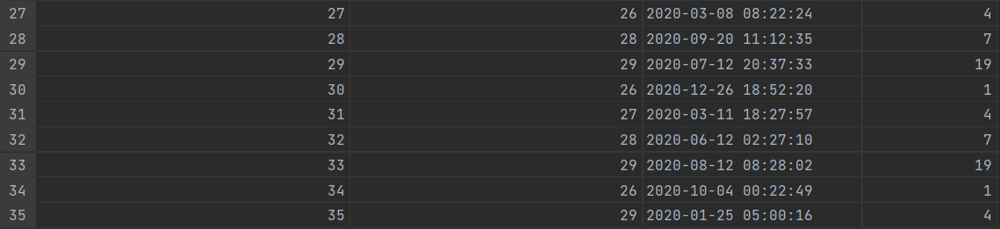 27 27 26 2020-03-08 08:22:24 4
28 28 28 2020-09-20 11:12:35 7
29 29 29 2020-07-12 20:37:33 19
30 30 26 2020-12-26 18:52:20 1
31 31 27 2020-03-11 18:27:57 4
32 32 28 2020-06-12 02:27:10 7
33 33 29 2020-08-12 08:28:02 19
34 34 26 2020-10-04 00:22:49 1
35 35 29 2020-01-25 05:00:16 4